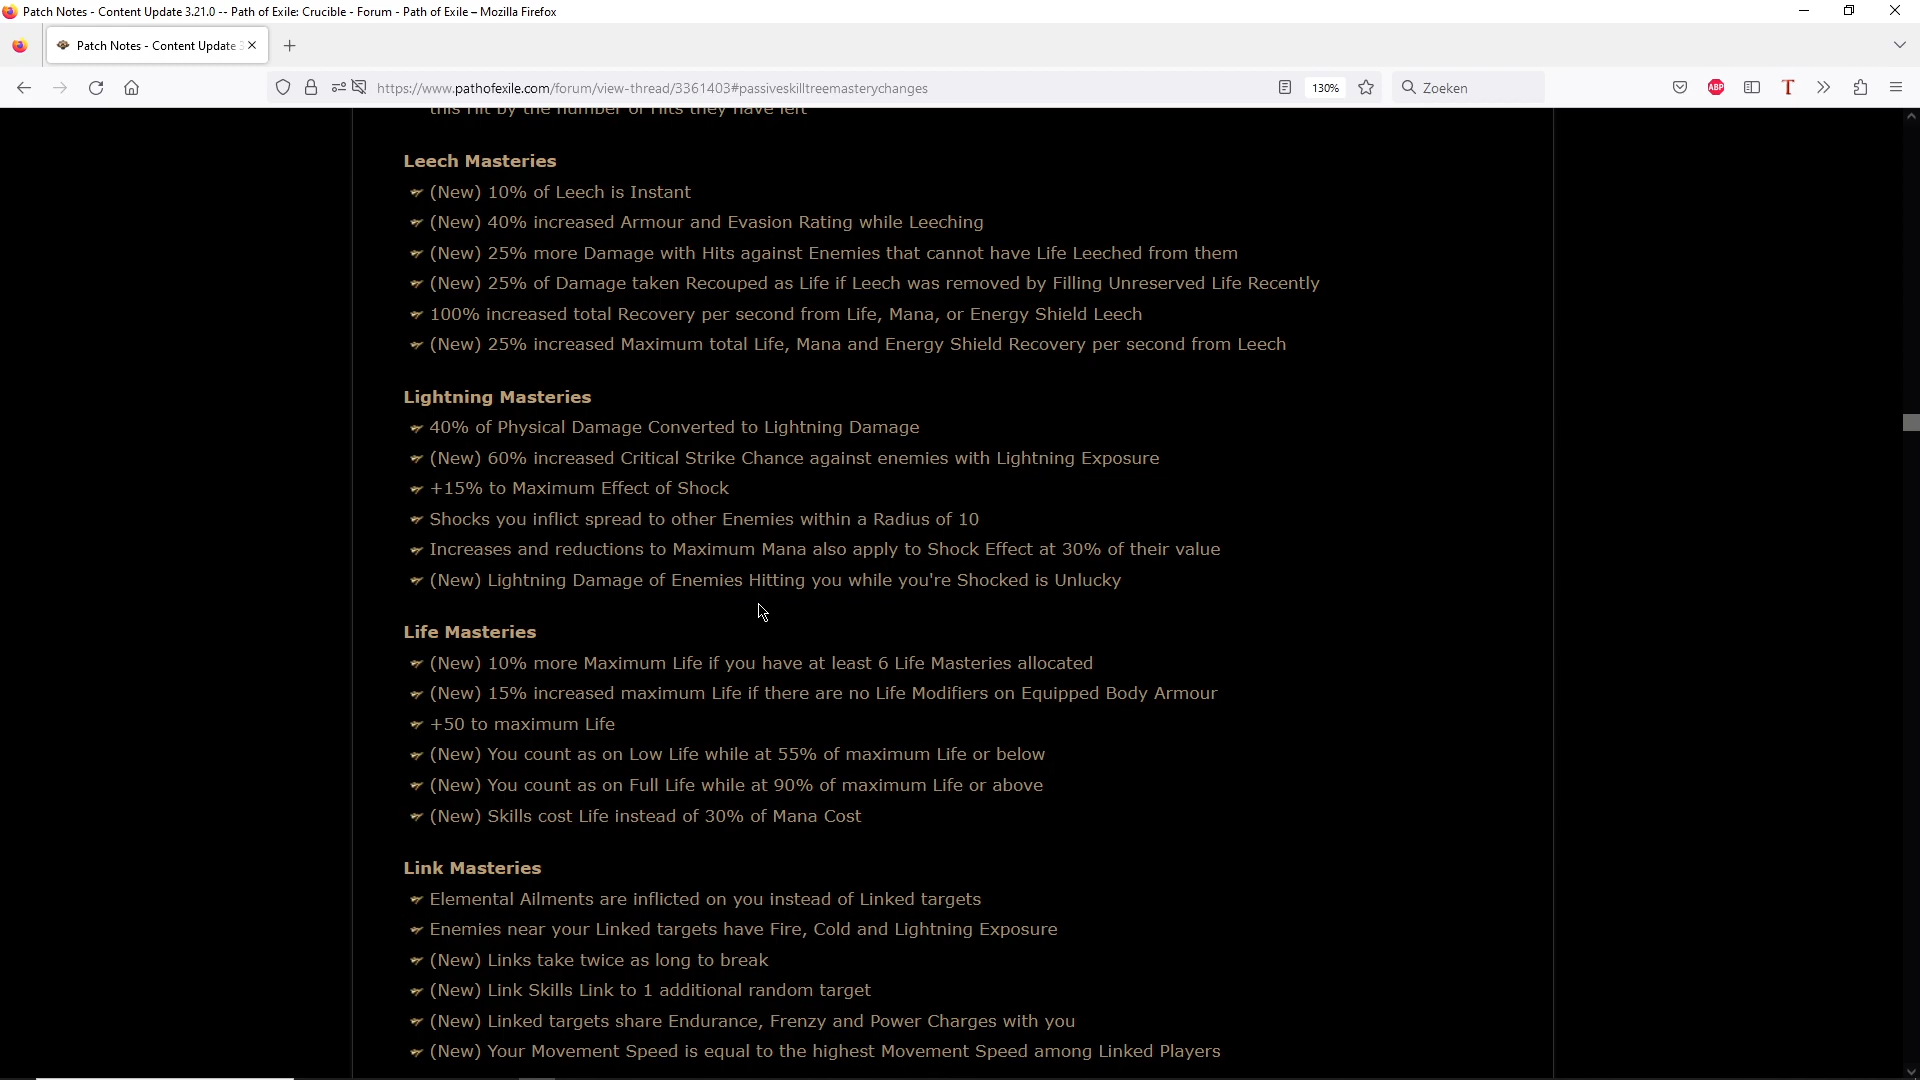 Patch Notes - Content Update 3.21.0 -- Path of Exile: Crucible - Forum - Path of Exile – Mozilla Firefox
Patch Notes - Content Update 3
https://www.pathofexile.com/forum/view-thread/3361403#passiveskilltreemasterychanges
130%
Zoeken
ABP
T
this Hit by the number of Hits they have left
Leech Masteries
(New) 10% of Leech is Instant
(New) 40% increased Armour and Evasion Rating while Leeching
(New) 25% more Damage with Hits against Enemies that cannot have Life Leeched from them
(New) 25% of Damage taken Recouped as Life if Leech was removed by Filling Unreserved Life Recently
100% increased total Recovery per second from Life, Mana, or Energy Shield Leech
(New) 25% increased Maximum total Life, Mana and Energy Shield Recovery per second from Leech
Lightning Masteries
40% of Physical Damage Converted to Lightning Damage
(New) 60% increased Critical Strike Chance against enemies with Lightning Exposure
+15% to Maximum Effect of Shock
Shocks you inflict spread to other Enemies within a Radius of 10
Increases and reductions to Maximum Mana also apply to Shock Effect at 30% of their value
(New) Lightning Damage of Enemies Hitting you while you're Shocked is Unlucky
Life Masteries
(New) 10% more Maximum Life if you have at least 6 Life Masteries allocated
(New) 15% increased maximum Life if there are no Life Modifiers on Equipped Body Armour
+50 to maximum Life
(New) You count as on Low Life while at 55% of maximum Life or below
(New) You count as on Full Life while at 90% of maximum Life or above
(New) Skills cost Life instead of 30% of Mana Cost
Link Masteries
Elemental Ailments are inflicted on you instead of Linked targets
Enemies near your Linked targets have Fire, Cold and Lightning Exposure
(New) Links take twice as long to break
(New) Link Skills Link to 1 additional random target
(New) Linked targets share Endurance, Frenzy and Power Charges with you
(New) Your Movement Speed is equal to the highest Movement Speed among Linked Players